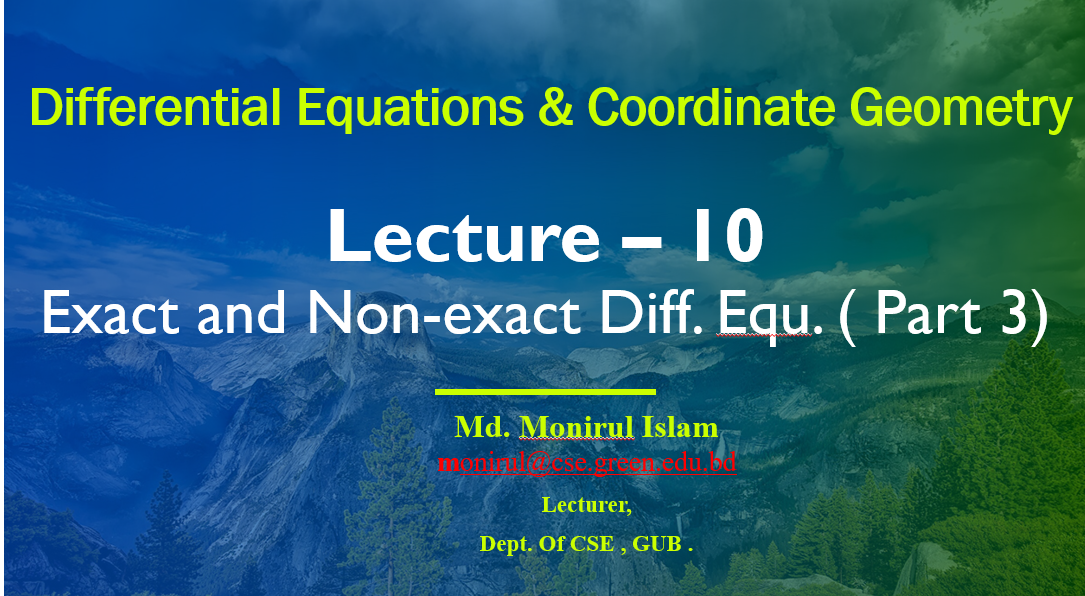 Differential Equations & Coordinate Geometry
Lecture – 10
Exact and Non-exact Diff. Equ. ( Part 3)
Md. Monirul Islam
monirul@cse.green.edu.bd
Lecturer,
Dept. Of CSE , GUB .